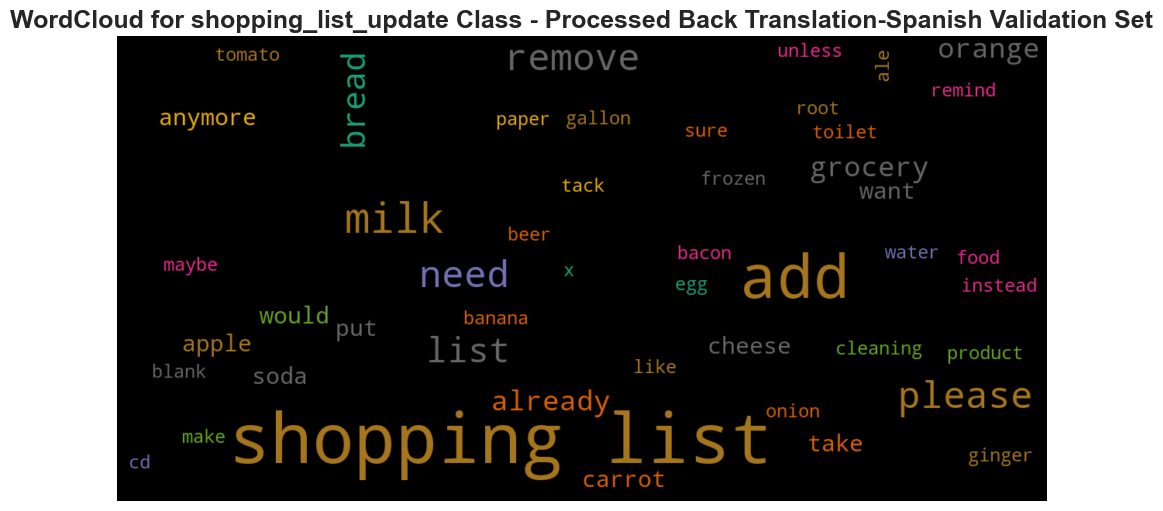 WordCloud for shopping_list_update Class - Processed Back Translation-Spanish Validation Set
tomato
bread
remove
unless
ale
orange
remind
anymore
paper
gallon
root
sure
toilet
grocery
tack
frozen
want
milk
beer
maybe
need
x
bacon
water
food
add
egg
instead
would
put
banana
apple
list
cheese
cleaning
product
blank
soda
like
already
please
shopping list
onion
make
take
cd
carrot
ginger